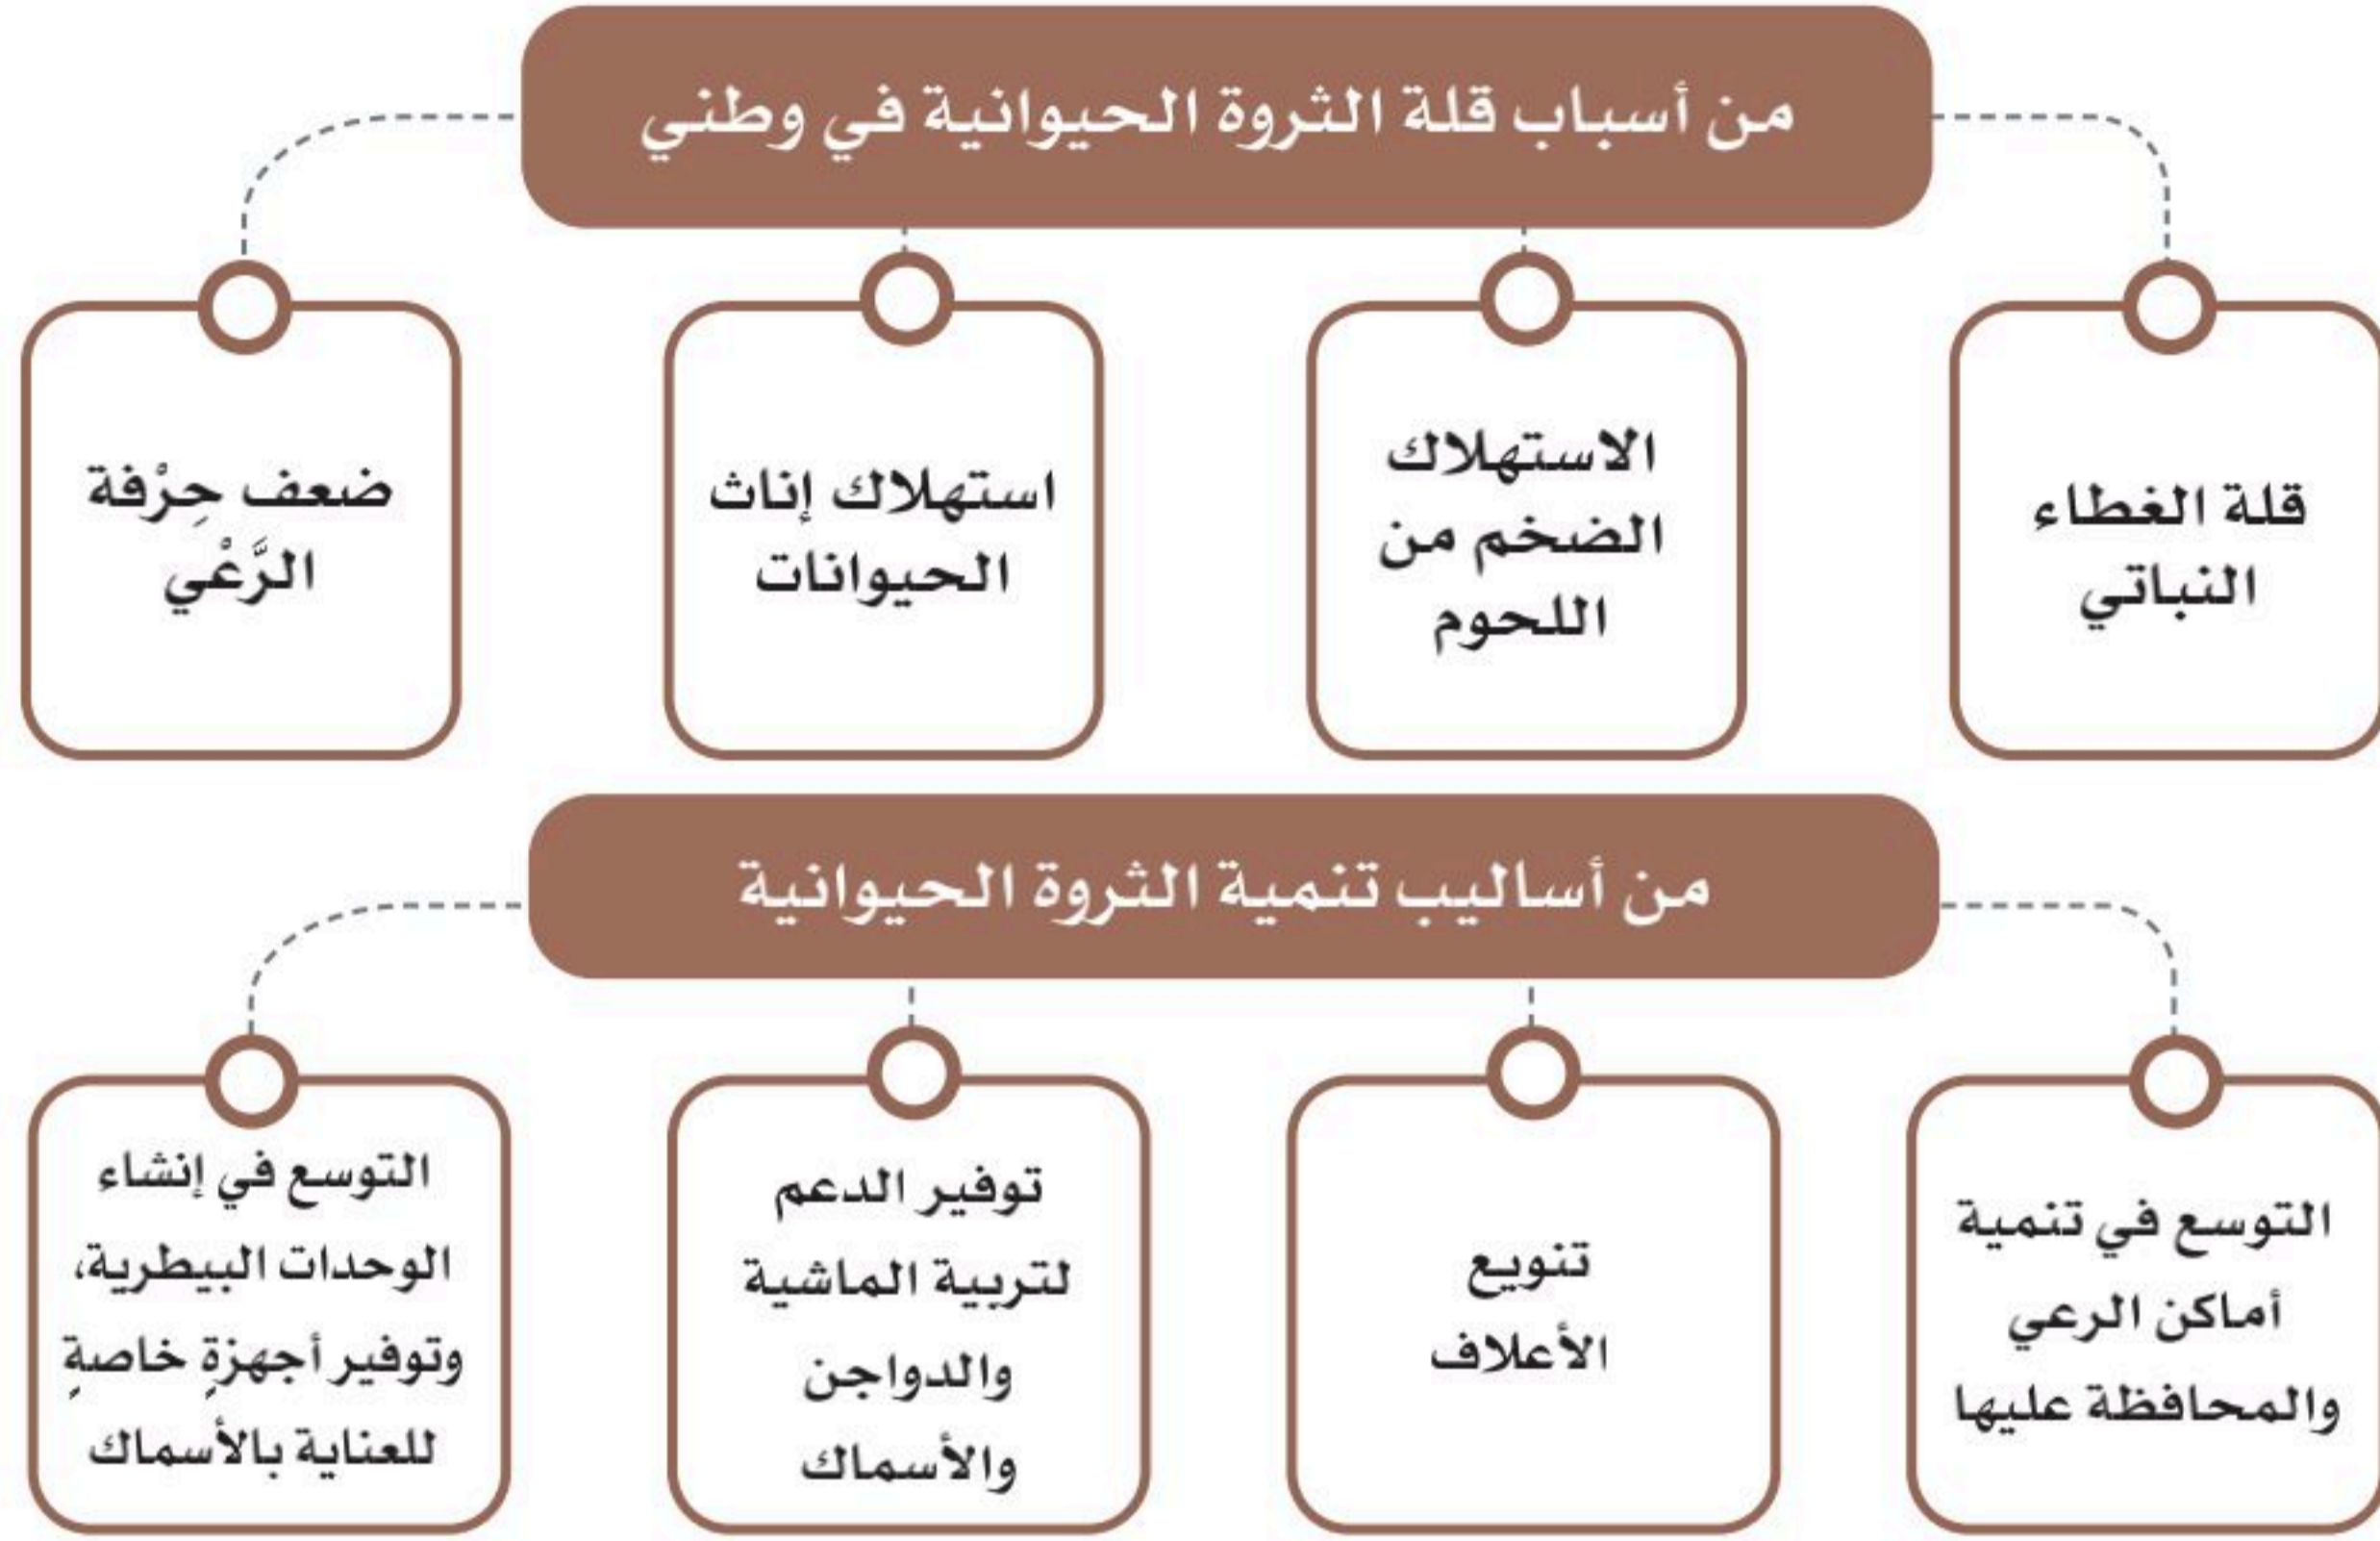 من أسباب قلة الثروة الحيوانية في وطني
قلة الغطاء
النباتي
الاستهلاك
الضخم من
اللحوم
استهلاك إناث
الحيوانات
ضعف حِرْفة
الرَّعْي
من أساليب تنمية الثروة الحيوانية
التوسع في تنمية
أماكن الرعي
والمحافظة عليها
تنويع
الأعلاف
توفير الدعم
لتربية الماشية
والدواجن
والأسماك
التوسع في إنشاء
الوحدات البيطرية،
وتوفير أجهزةٍ خاصةٍ
للعناية بالأسماك